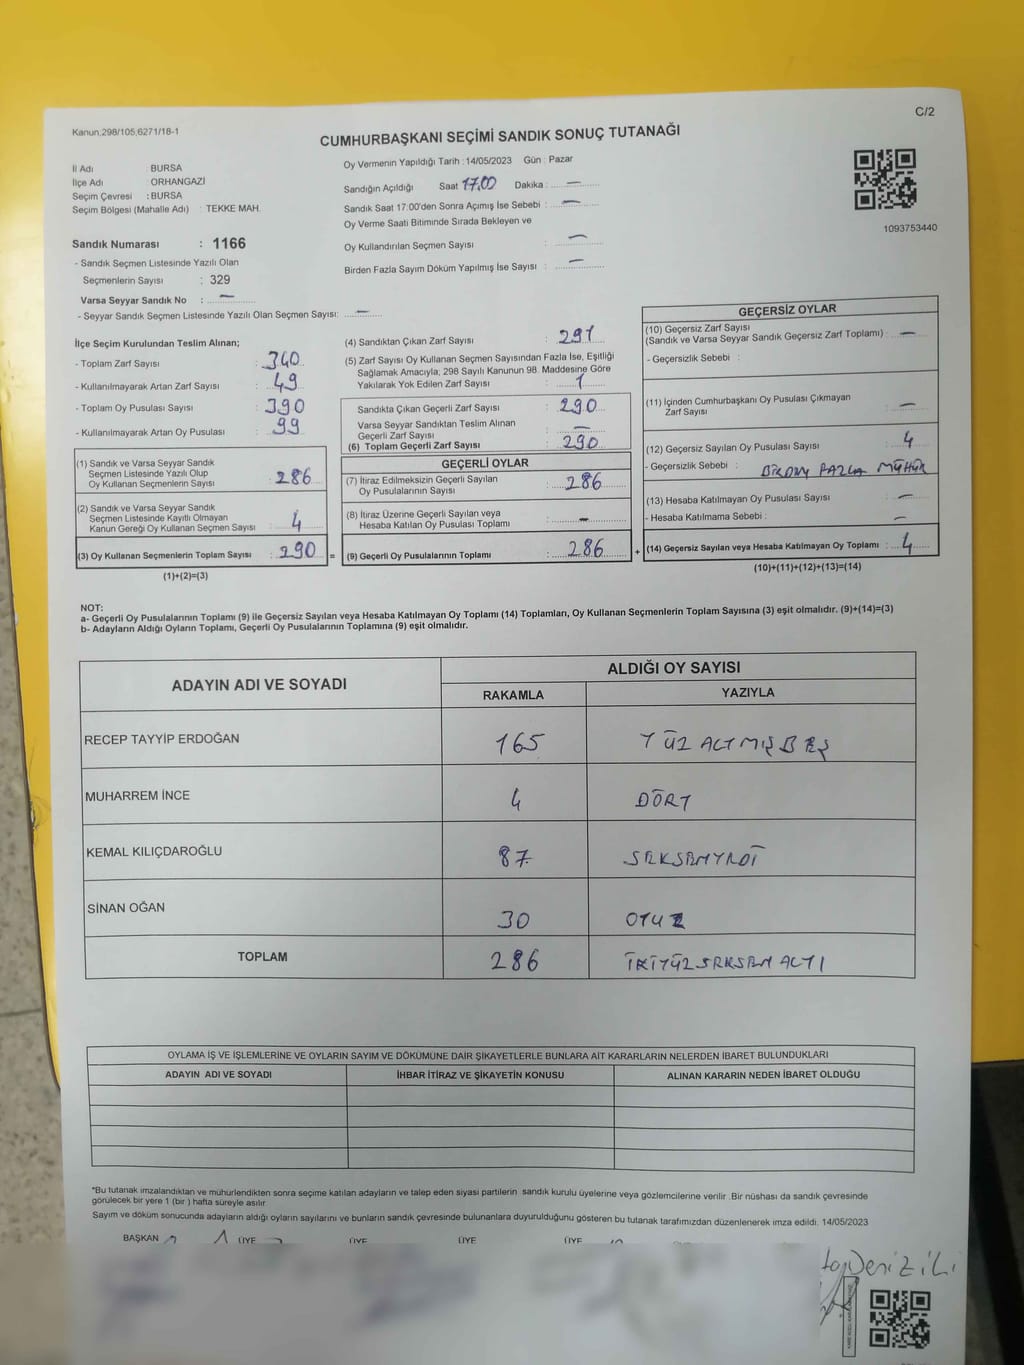 C/2
Kanun,298/105;6271/18-1
CUMHURBAŞKANI SEÇİMİ SANDIK SONUÇ TUTANAĞI
İl Adı BURSA
İlçe Adı : ORHANGAZİ
Seçim Çevresi : BURSA
Seçim Bölgesi (Mahalle Adı) : TEKKE MAH.
Sandık Numarası : 1166
- Sandık Seçmen Listesinde Yazılı Olan
Seçmenlerin Sayısı : 329
Varsa Seyyar Sandık No : —
- Seyyar Sandık Seçmen Listesinde Yazılı Olan Seçmen Sayısı: —
Oy Vermenin Yapıldığı Tarih : 14/05/2023 Gün : Pazar
Sandığın Açıldığı Saat 17,00 Dakika : —
Sandık Saat 17:00'den Sonra Açımış İse Sebebi : —
Oy Verme Saati Bitiminde Sırada Bekleyen ve
Oy Kullandırılan Seçmen Sayısı : —
Birden Fazla Sayım Döküm Yapılmış İse Sayısı : —
1093753440
İlçe Seçim Kurulundan Teslim Alınan;
- Toplam Zarf Sayısı : 340
- Kullanılmayarak Artan Zarf Sayısı : 49
- Toplam Oy Pusulası Sayısı : 390
- Kullanılmayarak Artan Oy Pusulası : 99
(1) Sandık ve Varsa Seyyar Sandık
Seçmen Listesinde Yazılı Olup
Oy Kullanan Seçmenlerin Sayısı : 286
(2) Sandık ve Varsa Seyyar Sandık
Seçmen Listesinde Kayıtlı Olmayan
Kanun Gereği Oy Kullanan Seçmen Sayısı : 4
(3) Oy Kullanan Seçmenlerin Toplam Sayısı : 290 =
(1)+(2)=(3)
(4) Sandıktan Çıkan Zarf Sayısı : 291
(5) Zarf Sayısı Oy Kullanan Seçmen Sayısından Fazla İse, Eşitliği
Sağlamak Amacıyla; 298 Sayılı Kanunun 98. Maddesine Göre
Yakılarak Yok Edilen Zarf Sayısı : 1
Sandıkta Çıkan Geçerli Zarf Sayısı : 290
Varsa Seyyar Sandıktan Teslim Alınan
Geçerli Zarf Sayısı : —
(6) Toplam Geçerli Zarf Sayısı : 290
GEÇERLİ OYLAR
(7) İtiraz Edilmeksizin Geçerli Sayılan
Oy Pusulalarının Sayısı : 286
(8) İtiraz Üzerine Geçerli Sayılan veya
Hesaba Katılan Oy Pusulası Toplamı : —
(9) Geçerli Oy Pusulalarının Toplamı : 286 +
GEÇERSİZ OYLAR
(10) Geçersiz Zarf Sayısı
(Sandık ve Varsa Seyyar Sandık Geçersiz Zarf Toplamı) : —
- Geçersizlik Sebebi :
(11) İçinden Cumhurbaşkanı Oy Pusulası Çıkmayan
Zarf Sayısı : —
(12) Geçersiz Sayılan Oy Pusulası Sayısı : 4
- Geçersizlik Sebebi : BİRDEN FAZLA MÜHÜR
(13) Hesaba Katılmayan Oy Pusulası Sayısı : —
- Hesaba Katılmama Sebebi : —
(14) Geçersiz Sayılan veya Hesaba Katılmayan Oy Toplamı : 4
(10)+(11)+(12)+(13)=(14)
NOT:
a- Geçerli Oy Pusulalarının Toplamı (9) ile Geçersiz Sayılan veya Hesaba Katılmayan Oy Toplamı (14) Toplamları, Oy Kullanan Seçmenlerin Toplam Sayısına (3) eşit olmalıdır. (9)+(14)=(3)
b- Adayların Aldığı Oyların Toplamı, Geçerli Oy Pusulalarının Toplamına (9) eşit olmalıdır.
ADAYIN ADI VE SOYADI ALDIĞI OY SAYISI
RAKAMLA YAZIYLA
RECEP TAYYİP ERDOĞAN 165 YÜZ ALTMIŞ BEŞ
MUHARREM İNCE 4 DÖRT
KEMAL KILIÇDAROĞLU 87 SEKSENYEDİ
SİNAN OĞAN 30 OTUZ
TOPLAM 286 İKİYÜZSEKSEN ALTI
OYLAMA İŞ VE İŞLEMLERİNE VE OYLARIN SAYIM VE DÖKÜMÜNE DAİR ŞİKAYETLERLE BUNLARA AİT KARARLARIN NELERDEN İBARET BULUNDUKLARI
ADAYIN ADI VE SOYADI İHBAR İTİRAZ VE ŞİKAYETİN KONUSU ALINAN KARARIN NEDEN İBARET OLDUĞU
*Bu tutanak imzalandıktan ve mühürlendikten sonra seçime katılan adayların ve talep eden siyasi partilerin sandık kurulu üyelerine veya gözlemcilerine verilir .Bir nüshası da sandık çevresinde
görülecek bir yere 1 (bir ) hafta süreyle asılır
Sayım ve döküm sonucunda adayların aldığı oyların sayılarını ve bunların sandık çevresinde bulunanlara duyurulduğunu gösteren bu tutanak tarafımızdan düzenlenerek imza edildi. 14/05/2023
BAŞKAN ÜYE ÜYE ÜYE ÜYE